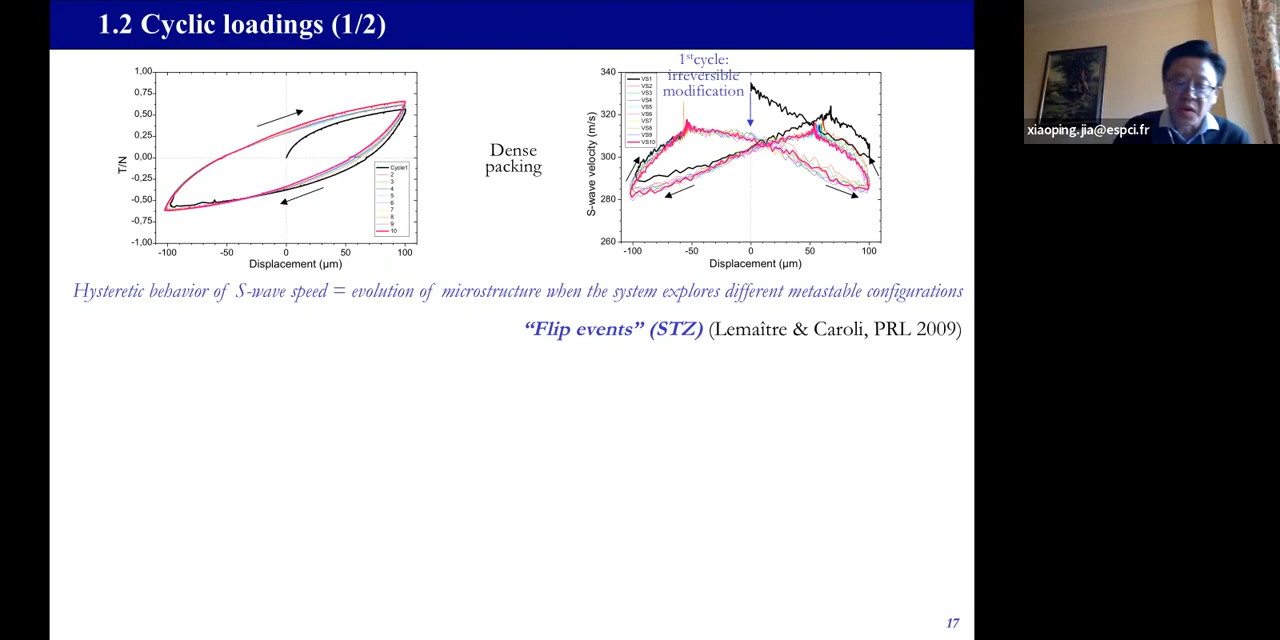 1.2 Cyclic loadings (1/2)
1,00
0,75
0,50
0,25
0,00
-0,25
-0,50
-0,75
-1,00
T/N
-100
-50
0
50
100
Displacement (µm)
Cycle1
2
3
4
5
6
7
8
9
10
Dense
packing
1st cycle:
irreversible
modification
340
320
300
280
260
S-wave velocity (m/s)
VS1
VS2
VS3
VS4
VS5
VS6
VS7
VS8
VS9
VS10
-100
-50
0
50
100
Displacement (µm)
xiaoping.jia@espci.fr
Hysteretic behavior of S-wave speed = evolution of microstructure when the system explores different metastable configurations
“Flip events” (STZ) (Lemaître & Caroli, PRL 2009)
17